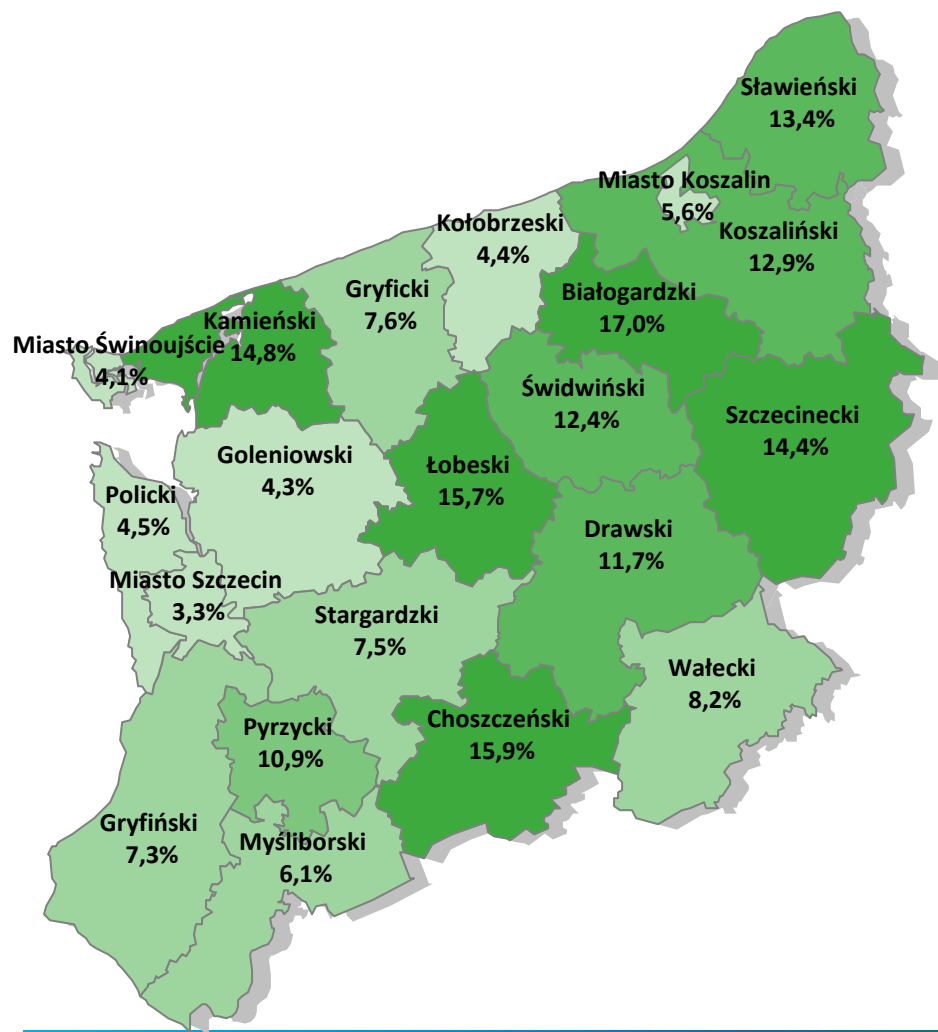 Sławieński
13,4%
Miasto Koszalin
5,6%
Koszaliński
12,9%
Kołobrzeski
4,4%
Białogardzki
17,0%
Gryficki
7,6%
Kamieński
14,8%
Miasto Świnoujście
4,1%
Świdwiński
12,4%
Szczecinecki
14,4%
Goleniowski
4,3%
Łobeski
15,7%
Policki
4,5%
Drawski
11,7%
Miasto Szczecin
3,3%
Stargardzki
7,5%
Wałecki
8,2%
Choszczeński
15,9%
Pyrzycki
10,9%
Gryfiński
7,3%
Myśliborski
6,1%